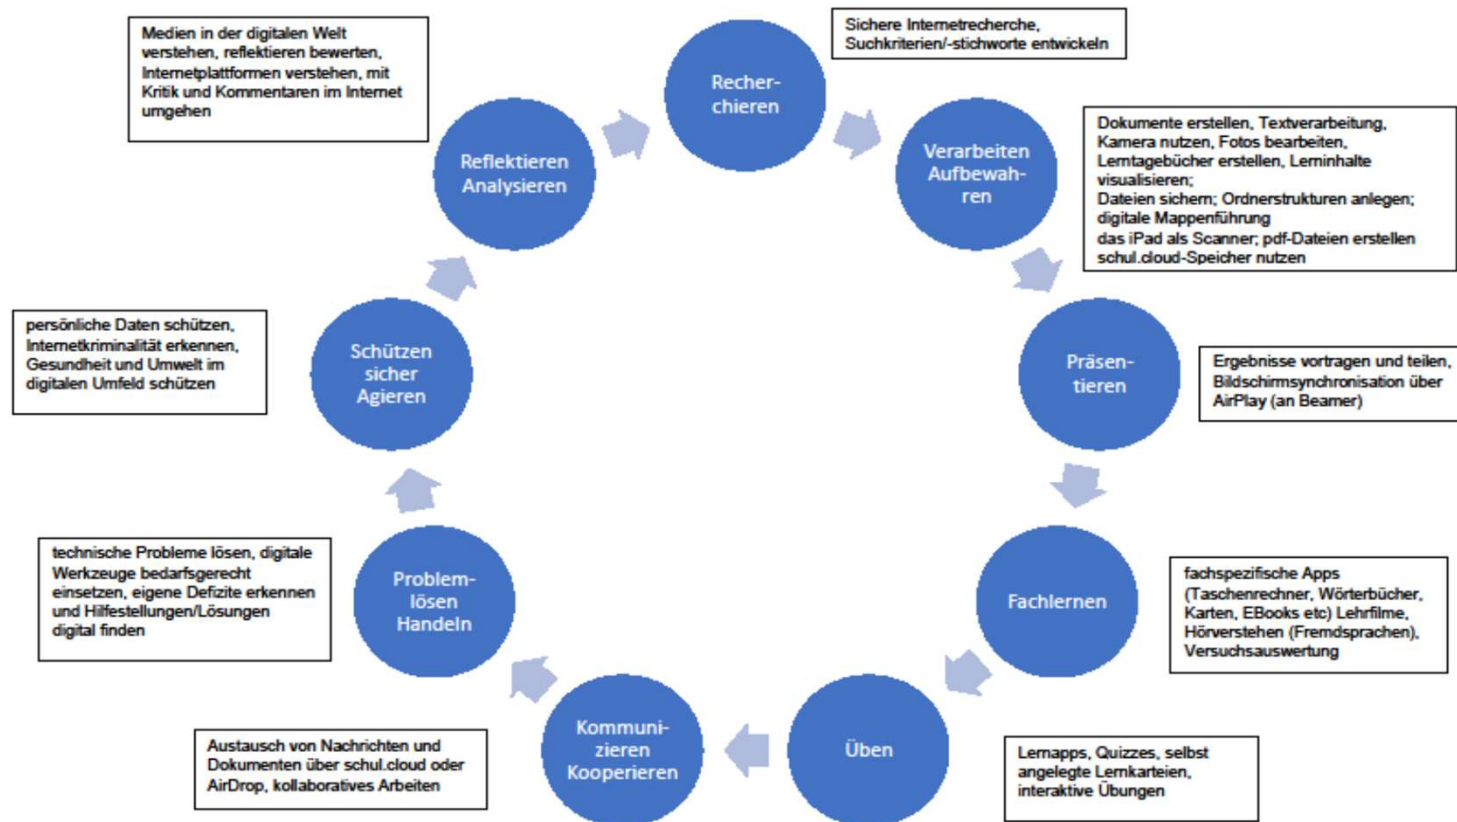 Recher-
chieren
Sichere Internetrecherche,
Suchkriterien/-stichworte entwickeln
Verarbeiten
Aufbewah-
ren
Dokumente erstellen, Textverarbeitung,
Kamera nutzen, Fotos bearbeiten,
Lerntagebücher erstellen, Lerninhalte
visualisieren;
Dateien sichern; Ordnerstrukturen anlegen;
digitale Mappenführung
das iPad als Scanner; pdf-Dateien erstellen
schul.cloud-Speicher nutzen
Präsen-
tieren
Ergebnisse vortragen und teilen,
Bildschirmsynchronisation über
AirPlay (an Beamer)
Fachlernen
fachspezifische Apps
(Taschenrechner, Wörterbücher,
Karten, EBooks etc) Lehrfilme,
Hörverstehen (Fremdsprachen),
Versuchsauswertung
Üben
Lernapps, Quizzes, selbst
angelegte Lernkarteien,
interaktive Übungen
Kommuni-
zieren
Kooperieren
Austausch von Nachrichten und
Dokumenten über schul.cloud oder
AirDrop, kollaboratives Arbeiten
Problem-
lösen
Handeln
technische Probleme lösen, digitale
Werkzeuge bedarfsgerecht
einsetzen, eigene Defizite erkennen
und Hilfestellungen/Lösungen
digital finden
Schützen
sicher
Agieren
persönliche Daten schützen,
Internetkriminalität erkennen,
Gesundheit und Umwelt im
digitalen Umfeld schützen
Reflektieren
Analysieren
Medien in der digitalen Welt
verstehen, reflektieren bewerten,
Internetplattformen verstehen, mit
Kritik und Kommentaren im Internet
umgehen